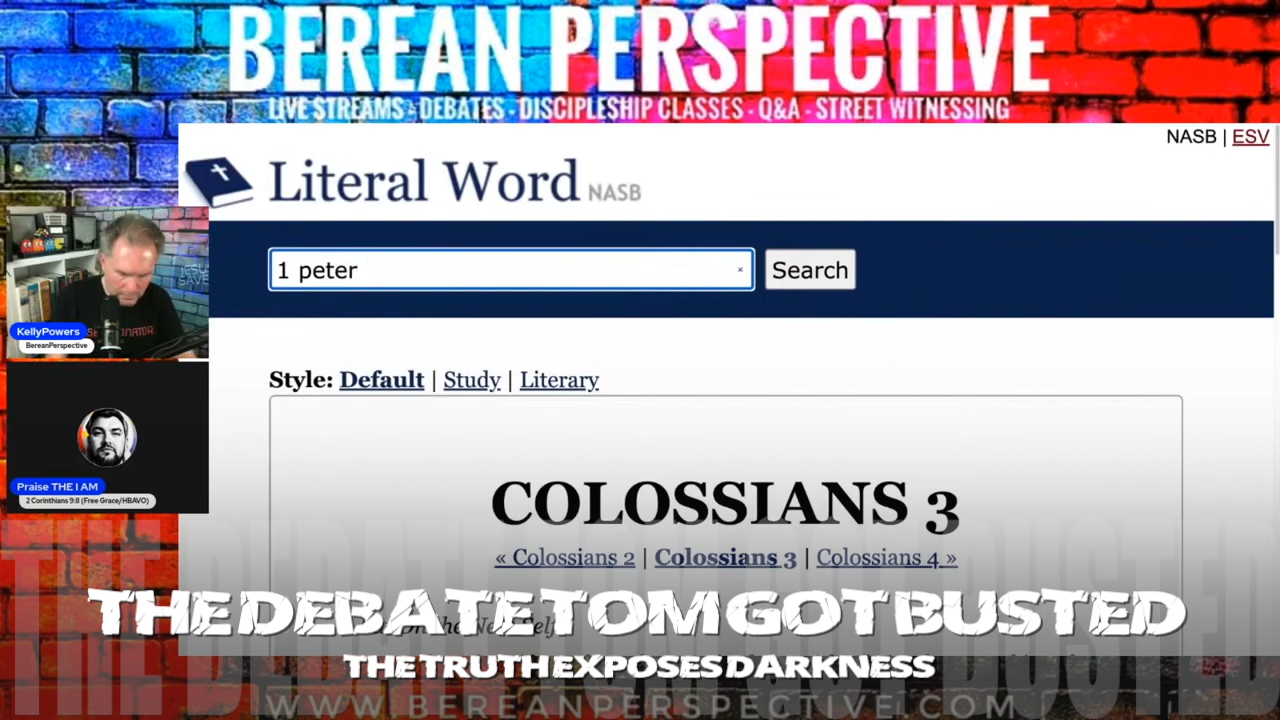 BEREAN PERSPECTIVE
LIVE STREAMS - DEBATES - DISCIPLESHIP CLASSES - Q&A - STREET WITNESSING
NASB | ESV
Literal Word NASB
1 peter
×
Search
JESUS
SAVE
KellyPowers
BereanPerspective
Style: Default | Study | Literary
Praise THE I AM
2 Corinthians 9:8 (Free Grace/HBAVO)
COLOSSIANS 3
« Colossians 2 | Colossians 3 | Colossians 4 »
THE DEBATE TOM GOT BUSTED
THE TRUTH EXPOSES DARKNESS
WWW.BEREANPERSPECTIVE.COM